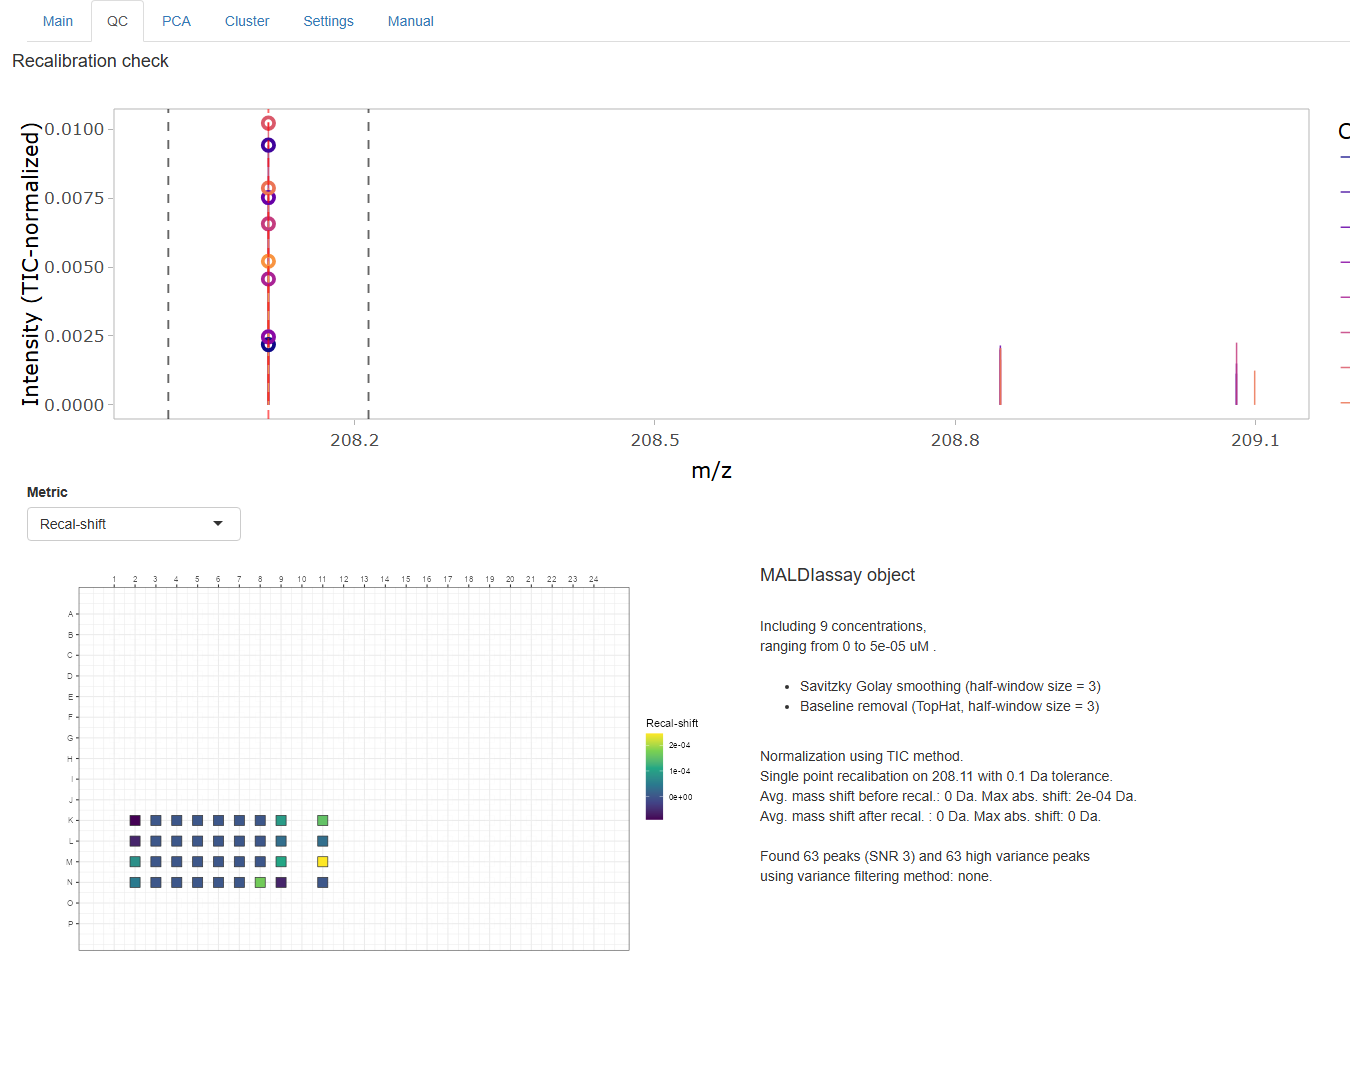 Main QC PCA Cluster Settings Manual
Recalibration check
Intensity (TIC-normalized)
0.0100
0.0075
0.0050
0.0025
0.0000
208.2 208.5 208.8 209.1
m/z
Metric
Recal-shift
1 2 3 4 5 6 7 8 9 10 11 12 13 14 15 16 17 18 19 20 21 22 23 24
A
B
C
D
E
F
G
H
I
J
K
L
M
N
O
P
Recal-shift
2e-04
1e-04
0e+00
MALDIassay object
Including 9 concentrations,
ranging from 0 to 5e-05 uM .
• Savitzky Golay smoothing (half-window size = 3)
• Baseline removal (TopHat, half-window size = 3)
Normalization using TIC method.
Single point recalibation on 208.11 with 0.1 Da tolerance.
Avg. mass shift before recal.: 0 Da. Max abs. shift: 2e-04 Da.
Avg. mass shift after recal. : 0 Da. Max abs. shift: 0 Da.
Found 63 peaks (SNR 3) and 63 high variance peaks
using variance filtering method: none.